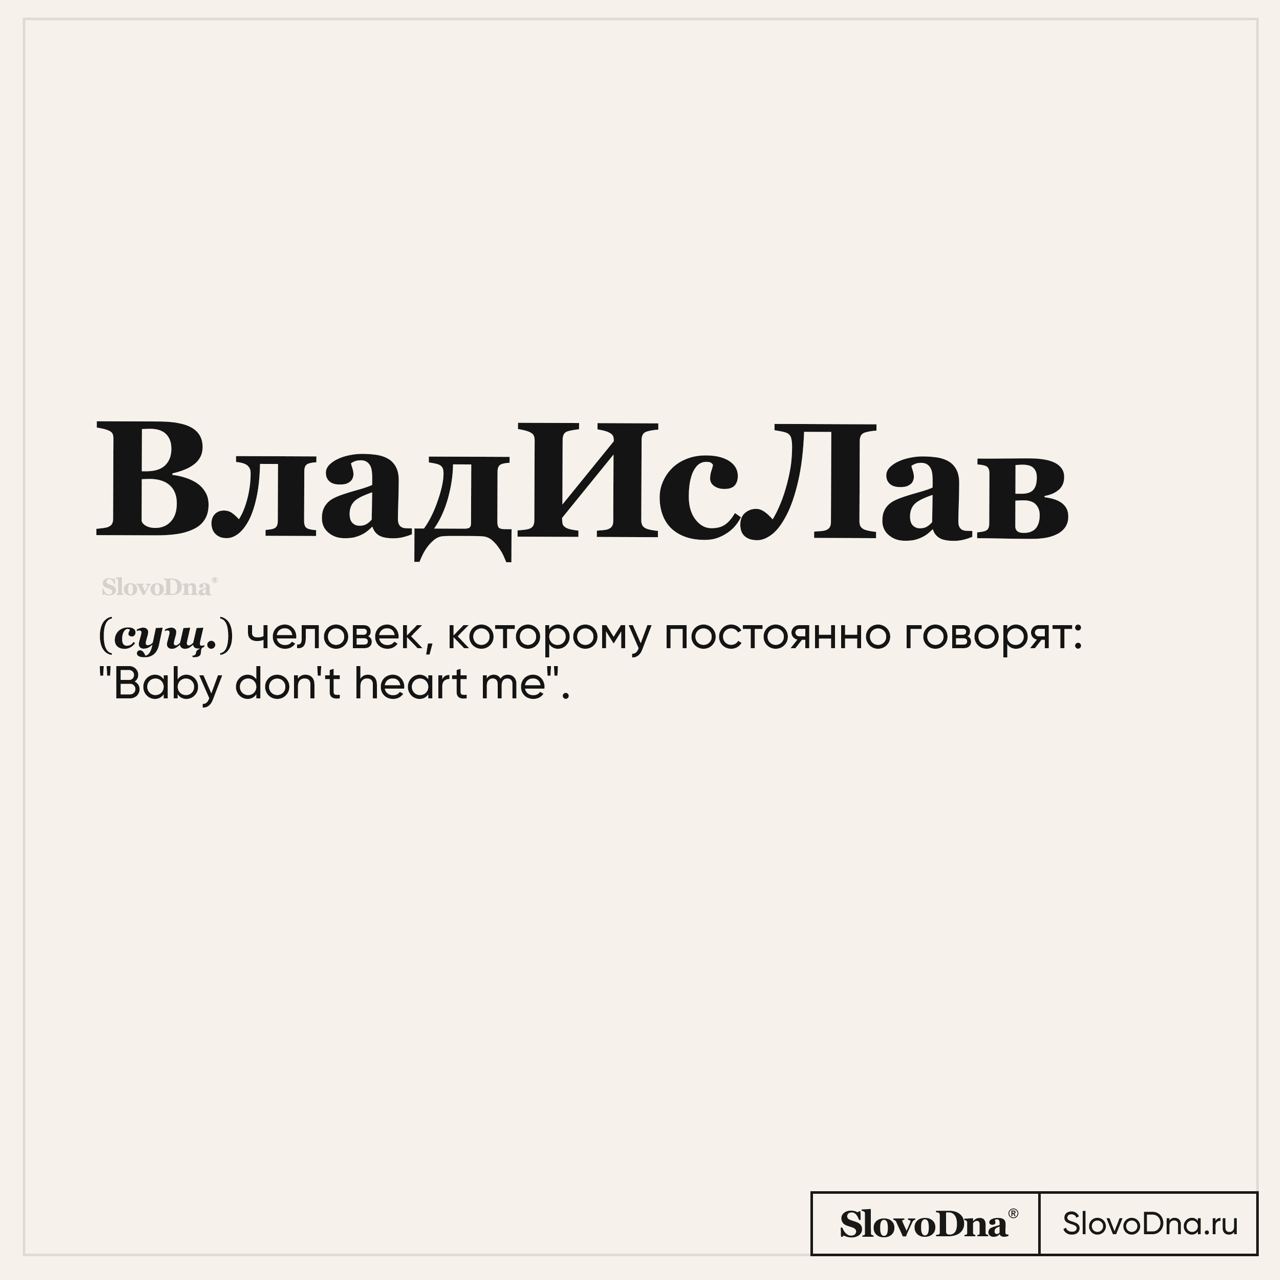 ВладИсЛав
SlovoDna®
(сущ.) человек, которому постоянно говорят:
"Baby don't heart me".
SlovoDna® SlovoDna.ru